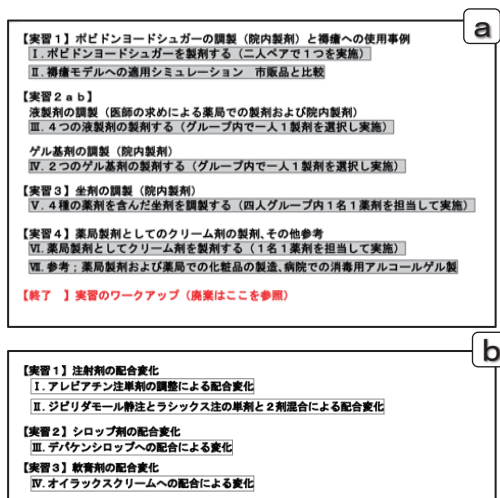 a
【実習1】ポビドンヨードシュガーの調製（院内製剤）と褥瘡への使用事例
Ⅰ. ポビドンヨードシュガーを製剤する（二人ペアで1つを実施）
Ⅱ. 褥瘡モデルへの適用シミュレーション　市販品と比較
【実習2ab】
液製剤の調製（医師の求めによる薬局での製剤および院内製剤）
Ⅲ. 4つの液製剤の製剤する（グループ内で一人1製剤を選択し実施）
ゲル基剤の調製（院内製剤）
Ⅳ. 2つのゲル基剤の製剤する（グループ内で一人1製剤を選択し実施）
【実習3】坐剤の調製（院内製剤）
Ⅴ. 4種の薬剤を含んだ坐剤を調製する（四人グループ内1名1薬剤を担当して実施）
【実習4】薬局製剤としてのクリーム剤の製剤、その他参考
Ⅵ. 薬局製剤としてクリーム剤を製剤する（1名1薬剤を担当して実施）
Ⅶ. 参考；薬局製剤および薬局での化粧品の製造、病院での消毒用アルコールゲル製
【終了　】実習のワークアップ（廃棄はここを参照）
b
【実習1】注射剤の配合変化
Ⅰ. アレビアチン注単剤の調整による配合変化
Ⅱ. ジピリダモール静注とラシックス注の単剤と2剤混合による配合変化
【実習2】シロップ剤の配合変化
Ⅲ. デパケンシロップへの配合による変化
【実習3】軟膏剤の配合変化
Ⅳ. オイラックスクリームへの配合による変化